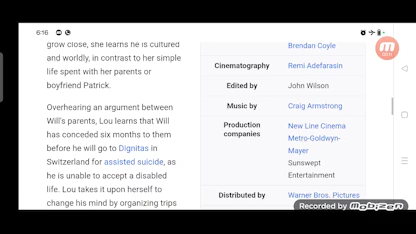 6:16
grow close, she learns he is cultured
and worldly, in contrast to her simple
life spent with her parents or
boyfriend Patrick.
Overhearing an argument between
Will's parents, Lou learns that Will
has conceded six months to them
before he will go to Dignitas in
Switzerland for assisted suicide, as
he is unable to accept a disabled
life. Lou takes it upon herself to
change his mind by organizing trips
Brendan Coyle
Cinematography Remi Adefarasin
Edited by John Wilson
Music by Craig Armstrong
Production New Line Cinema
companies Metro-Goldwyn-
Mayer
Sunswept
Entertainment
Distributed by Warner Bros. Pictures
Recorded by
MOBIZEN